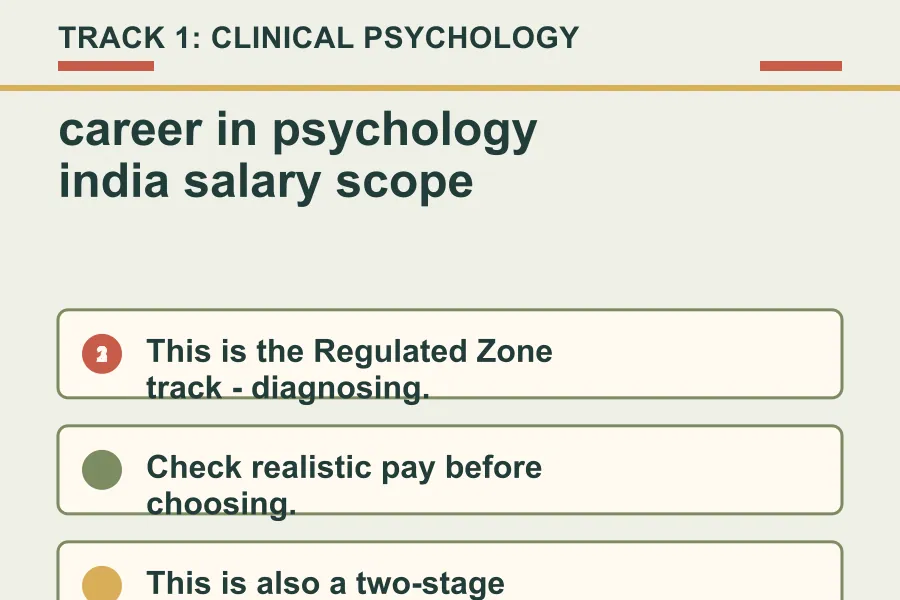 TRACK 1: CLINICAL PSYCHOLOGY
career in psychology
india salary scope
This is the Regulated Zone
track - diagnosing.
Check realistic pay before
choosing.
This is also a two-stage